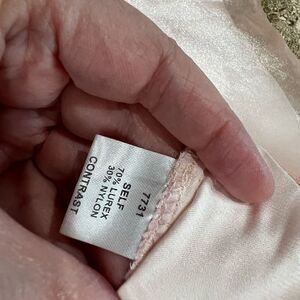 7731
SELF
70% LUREX
30% NYLON
CONTRAST